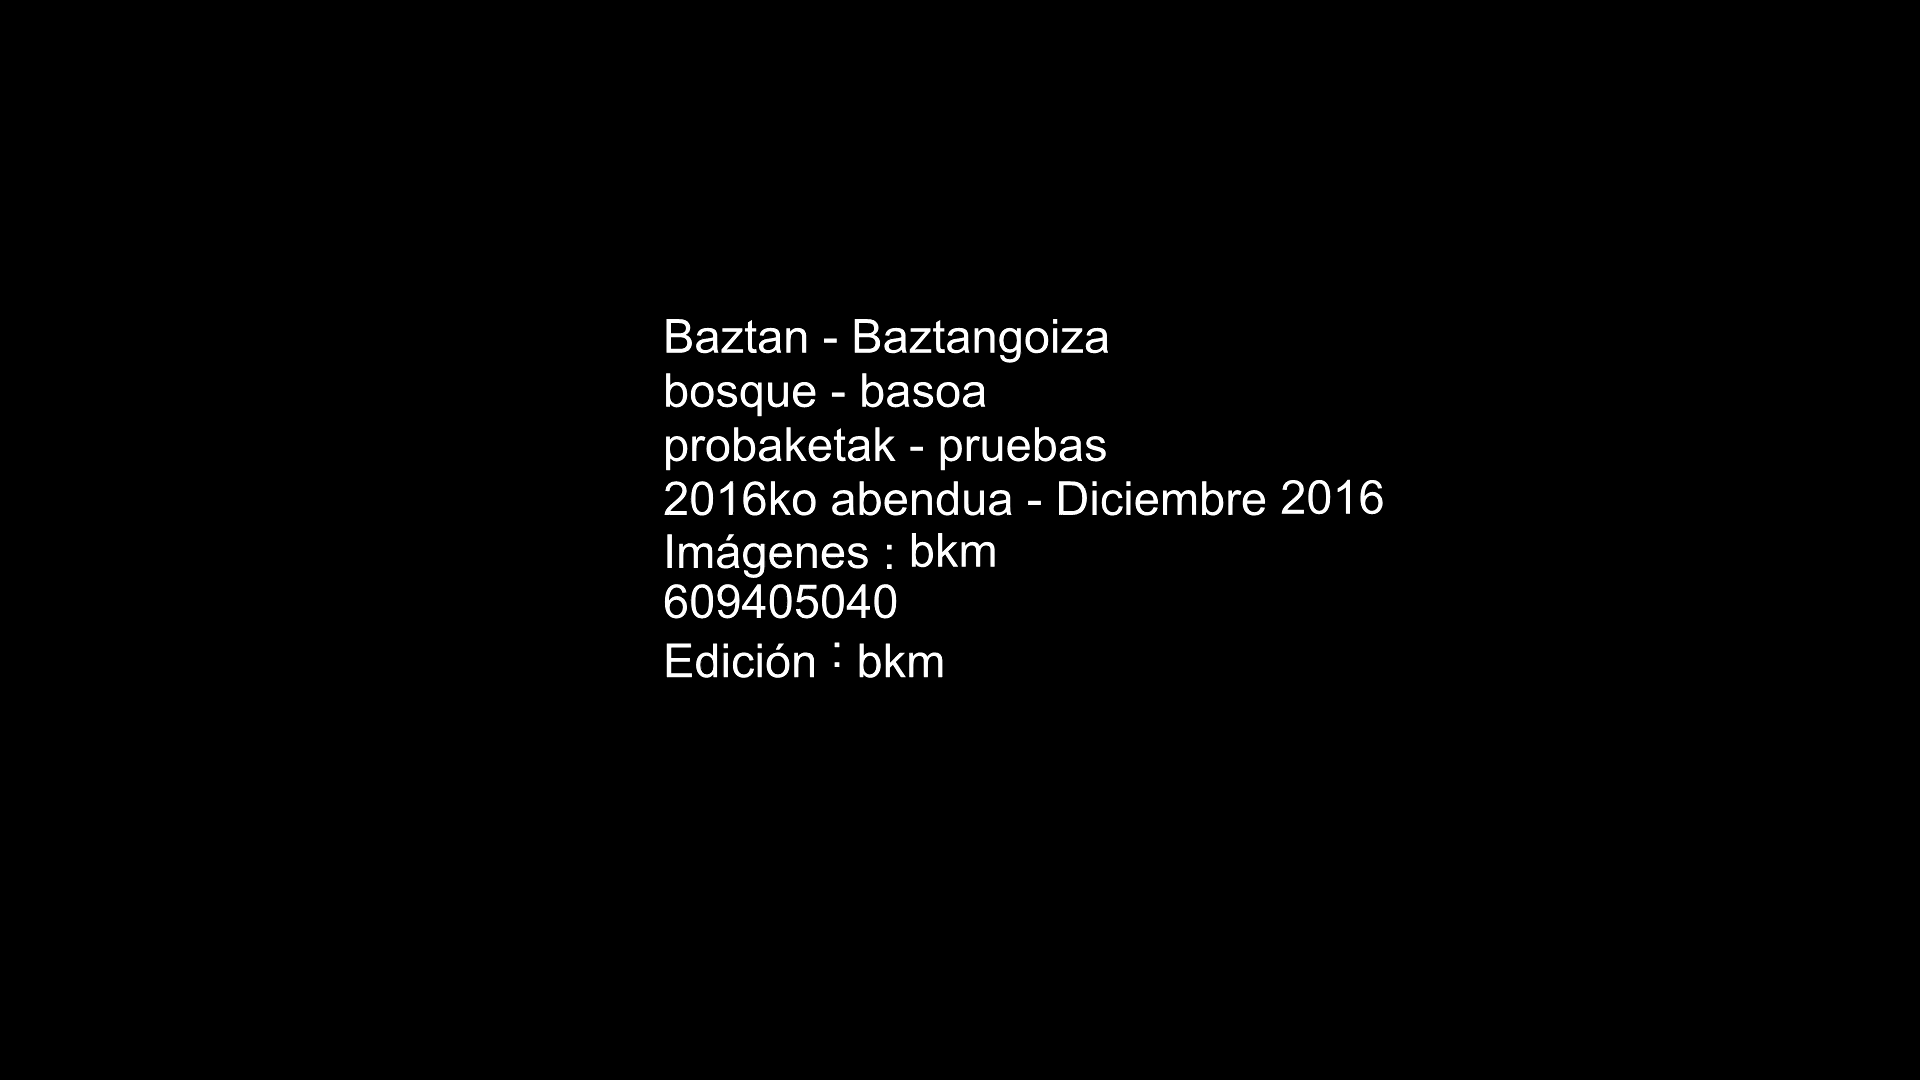 Baztan - Baztangoiza
bosque - basoa
probaketak - pruebas
2016ko abendua - Diciembre 2016
Imágenes : bkm
609405040
Edición : bkm